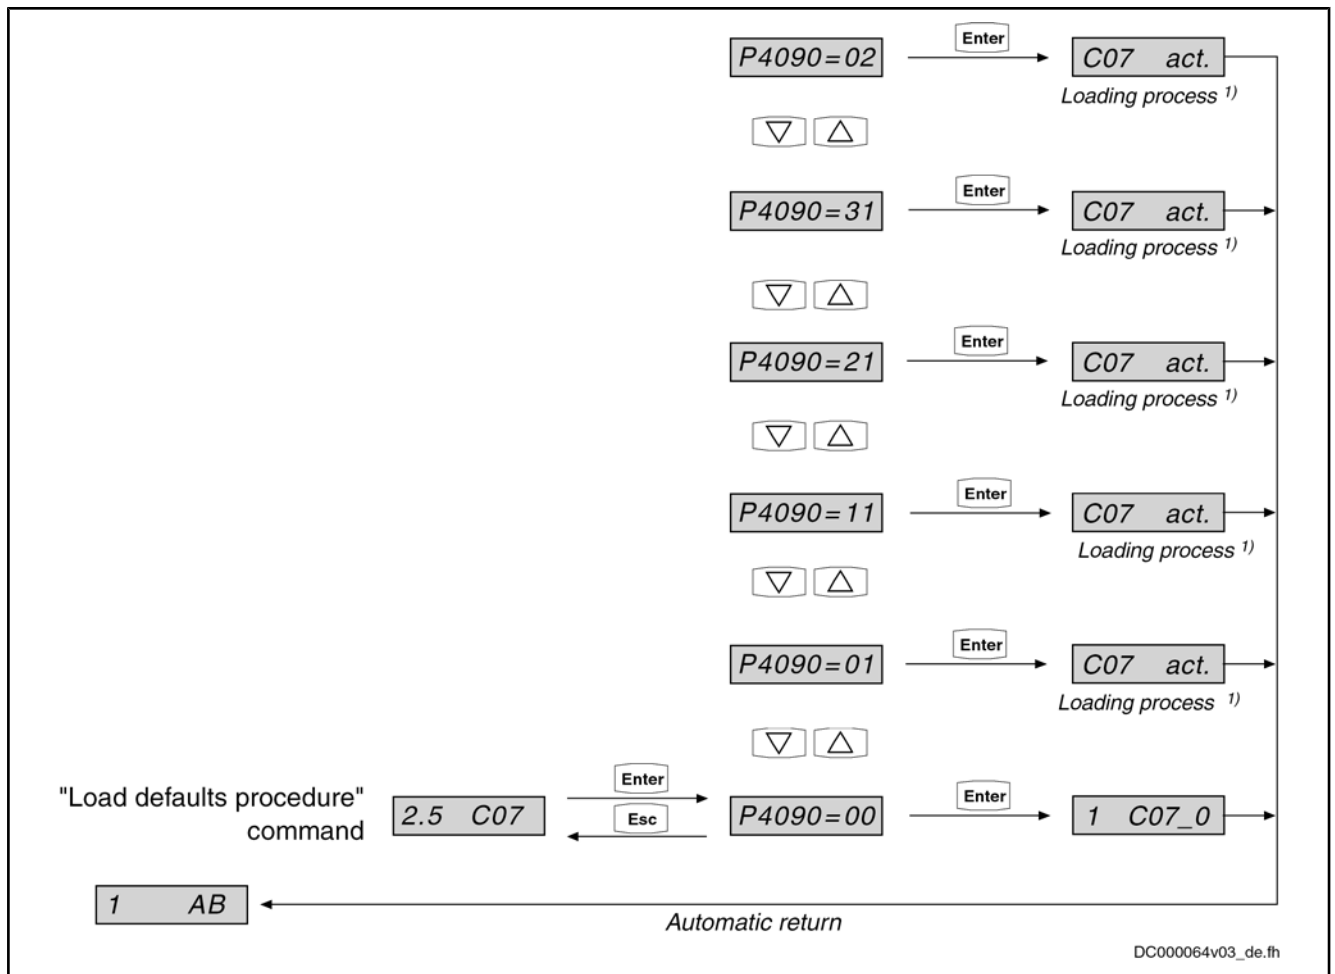 P4090=02
Enter
C07 act.
Loading process 1)
P4090=31
Enter
C07 act.
Loading process 1)
P4090=21
Enter
C07 act.
Loading process 1)
P4090=11
Enter
C07 act.
Loading process 1)
P4090=01
Enter
C07 act.
Loading process 1)
"Load defaults procedure"
command
2.5 C07
Enter
Esc
P4090=00
Enter
1 C07_0
1 AB
Automatic return
DC000064v03_de.fh